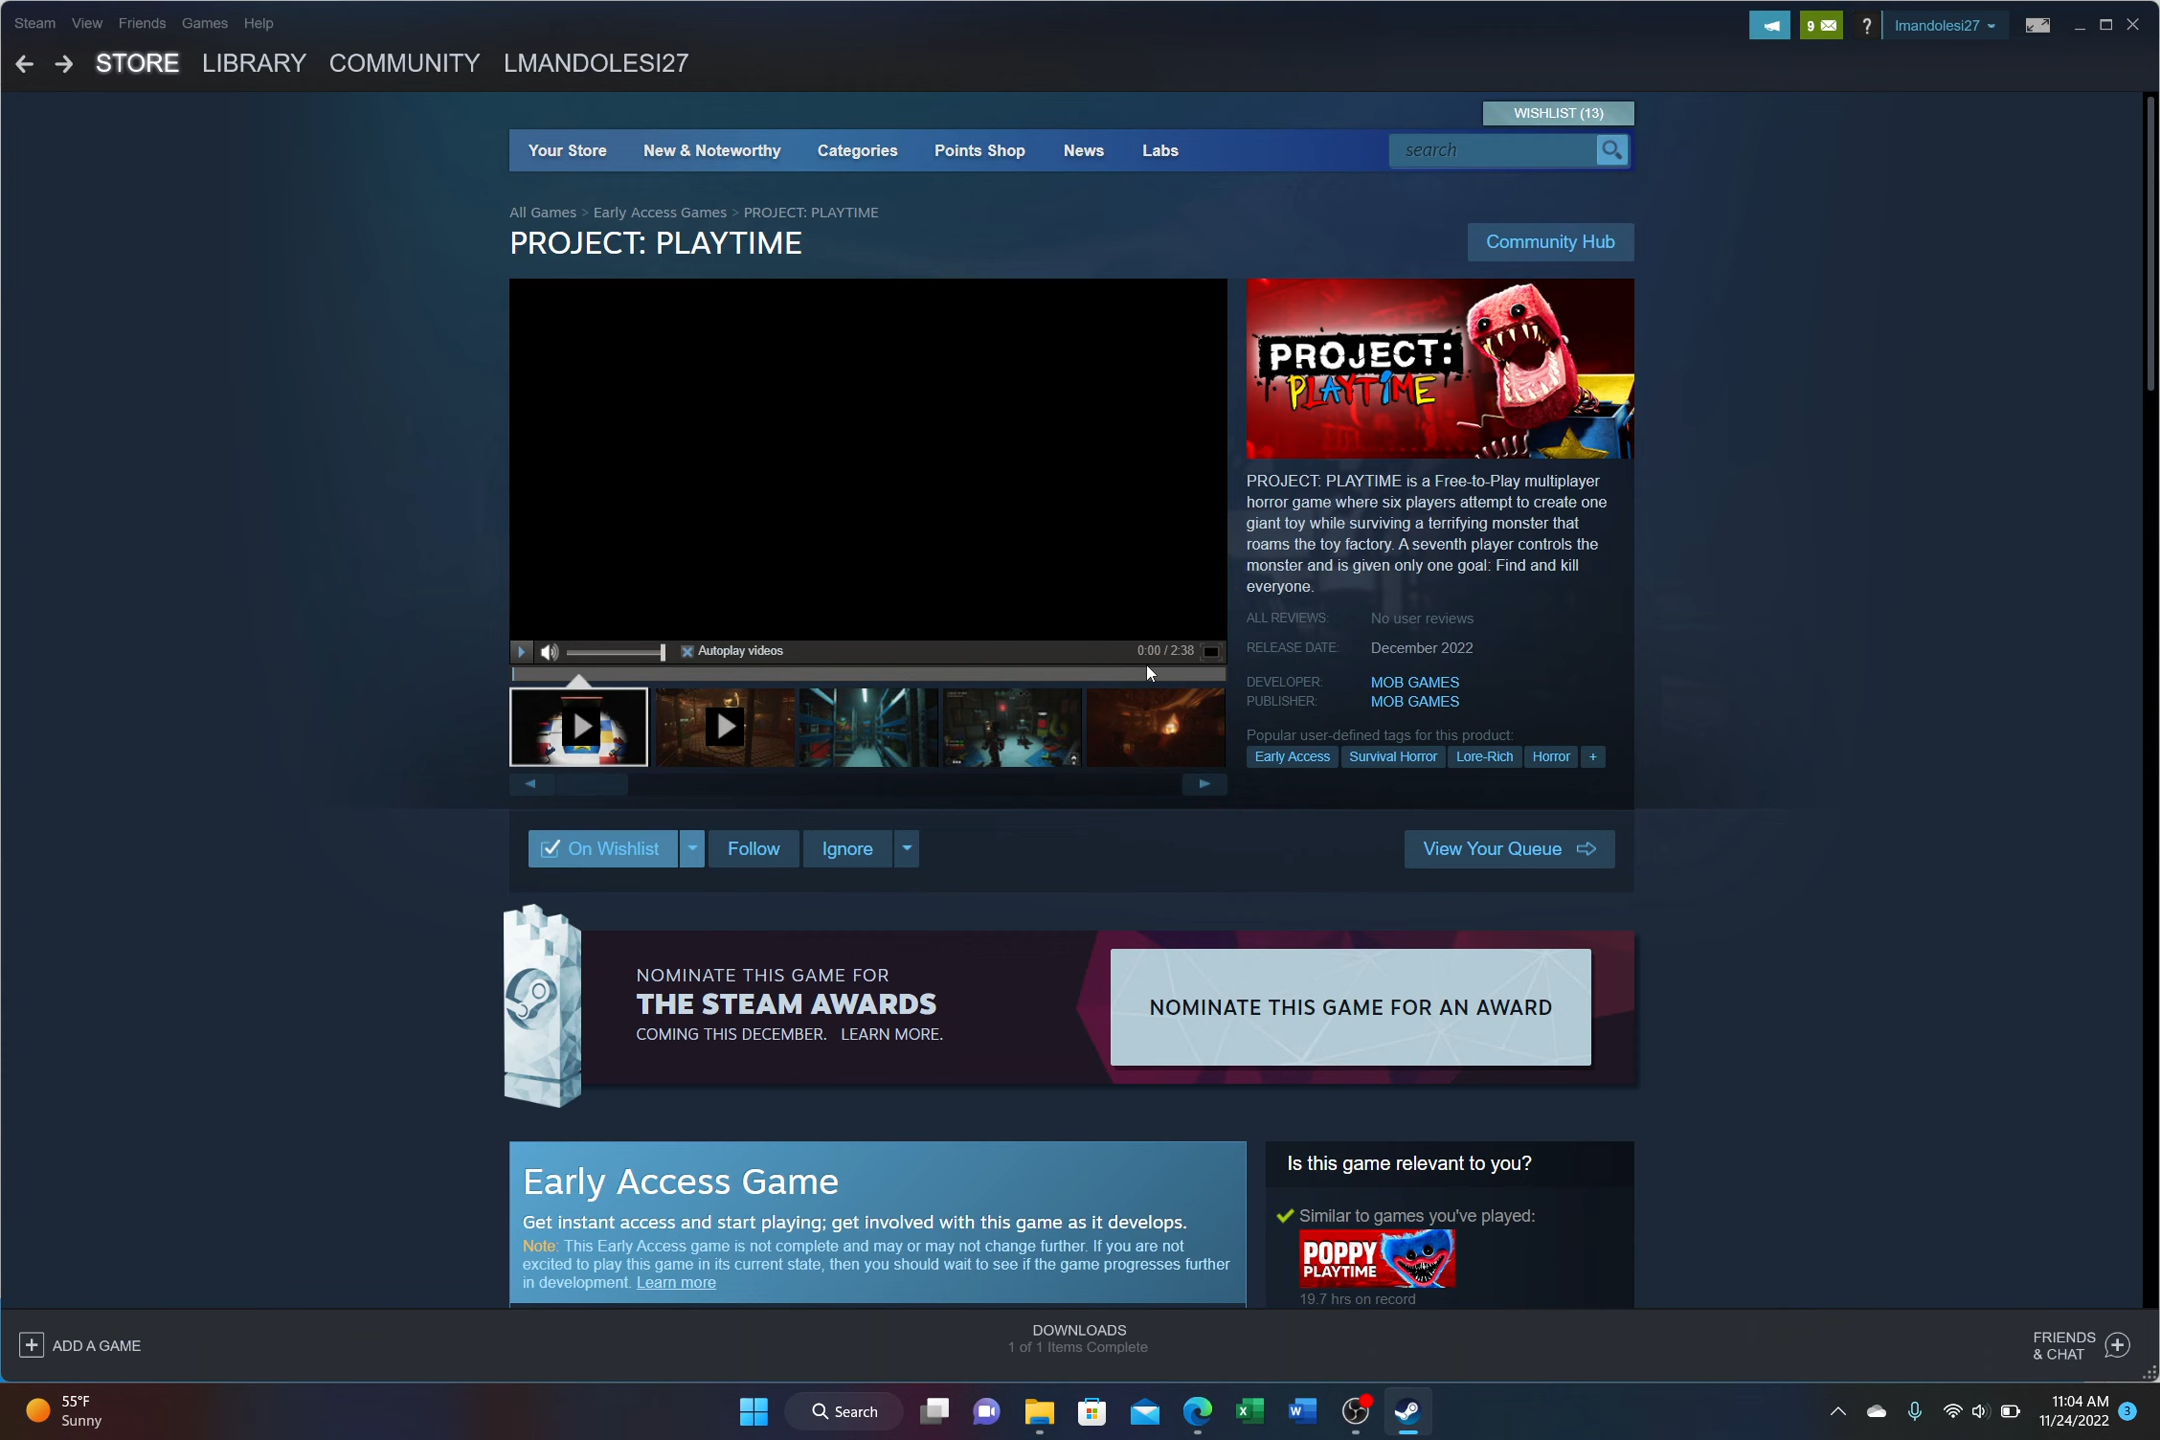 Steam View Friends Games Help
9 ? lmandolesi27
STORE LIBRARY COMMUNITY LMANDOLESI27
WISHLIST (13)
Your Store New & Noteworthy Categories Points Shop News Labs search
All Games > Early Access Games > PROJECT: PLAYTIME
PROJECT: PLAYTIME
Community Hub
PROJECT:
PLAYTIME
PROJECT: PLAYTIME is a Free-to-Play multiplayer
horror game where six players attempt to create one
giant toy while surviving a terrifying monster that
roams the toy factory. A seventh player controls the
monster and is given only one goal: Find and kill
everyone.
ALL REVIEWS: No user reviews
RELEASE DATE: December 2022
DEVELOPER: MOB GAMES
PUBLISHER: MOB GAMES
Popular user-defined tags for this product:
Early Access Survival Horror Lore-Rich Horror +
Autoplay videos 0:00 / 2:38
On Wishlist Follow Ignore View Your Queue
NOMINATE THIS GAME FOR
THE STEAM AWARDS
COMING THIS DECEMBER. LEARN MORE.
NOMINATE THIS GAME FOR AN AWARD
Early Access Game
Get instant access and start playing; get involved with this game as it develops.
Note: This Early Access game is not complete and may or may not change further. If you are not
excited to play this game in its current state, then you should wait to see if the game progresses further
in development. Learn more
Is this game relevant to you?
Similar to games you've played:
POPPY
PLAYTIME
19.7 hrs on record
ADD A GAME
DOWNLOADS
1 of 1 Items Complete
FRIENDS
& CHAT
55°F
Sunny
Search
11:04 AM
11/24/2022
3